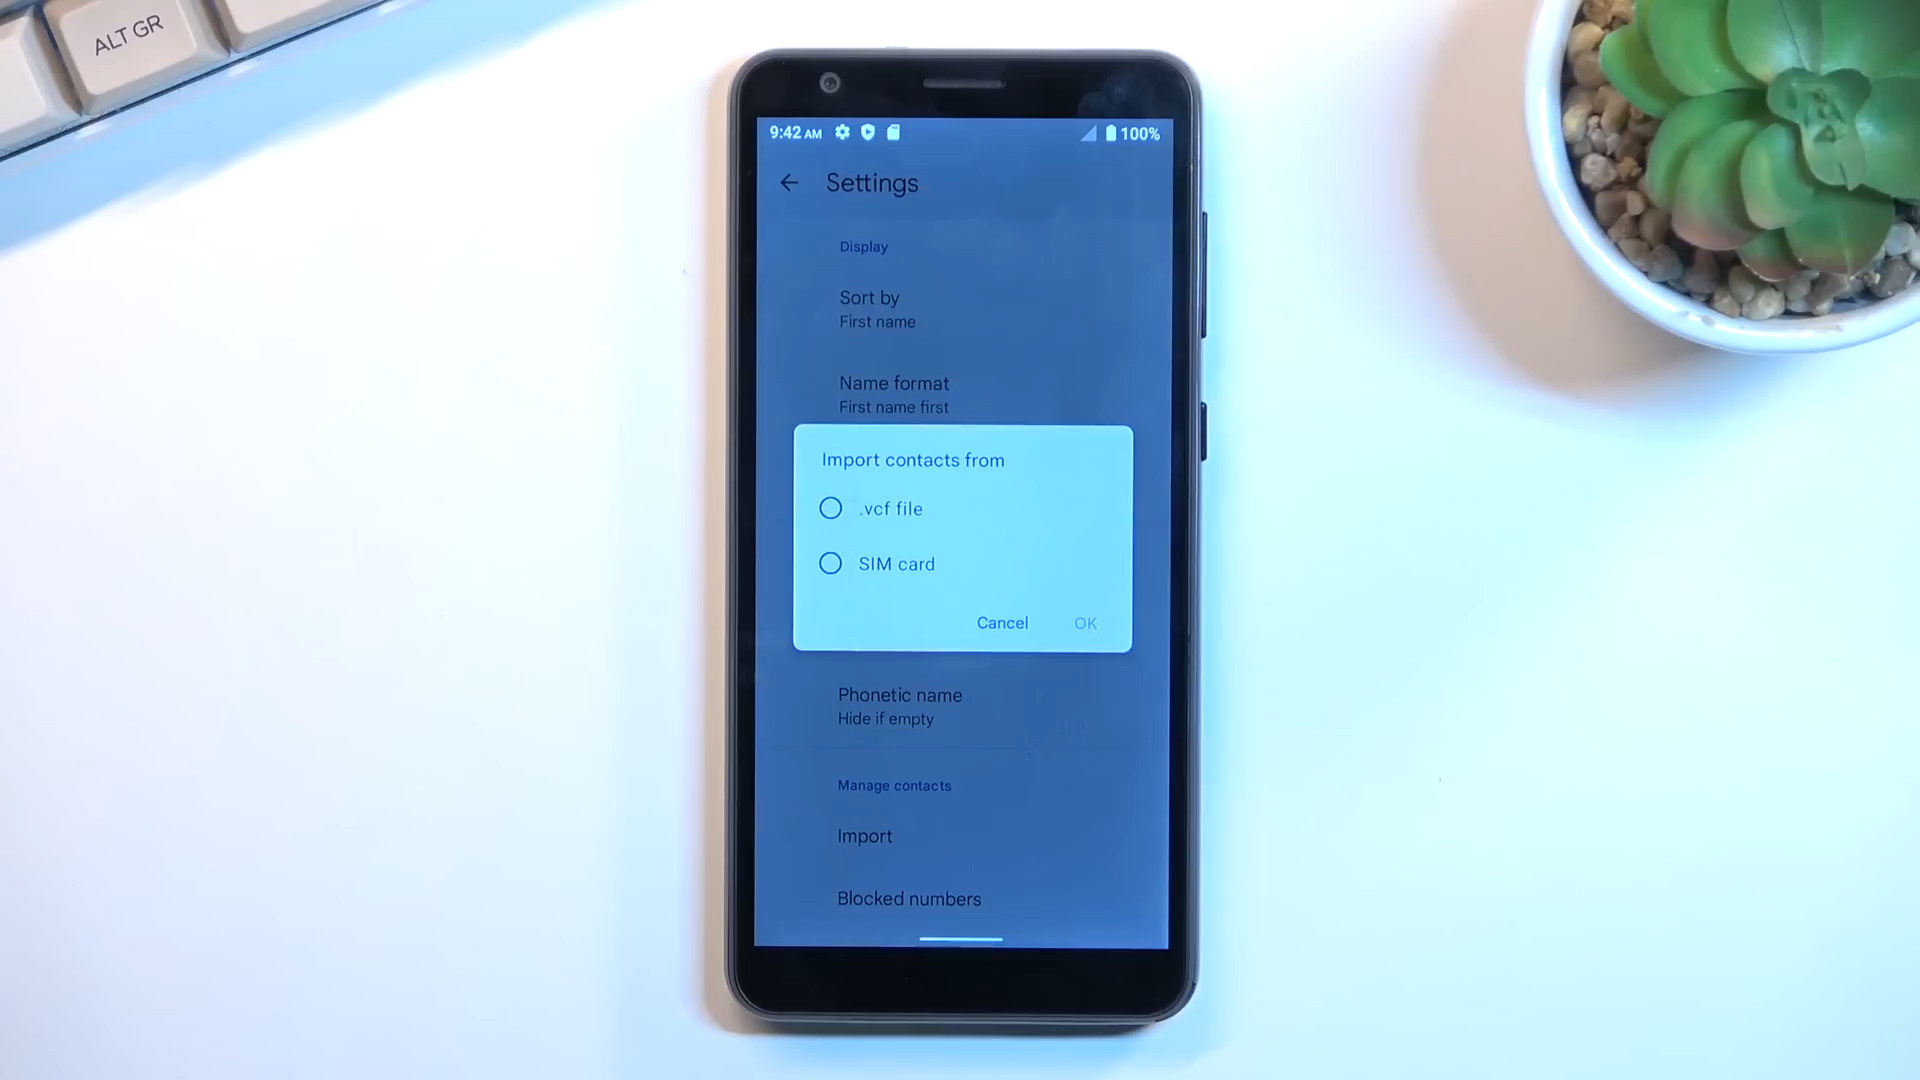 ALT GR
9:42 AM 100%
Settings
Display
Sort by
First name
Name format
First name first
Import contacts from
.vcf file
SIM card
Cancel OK
Phonetic name
Hide if empty
Manage contacts
Import
Blocked numbers